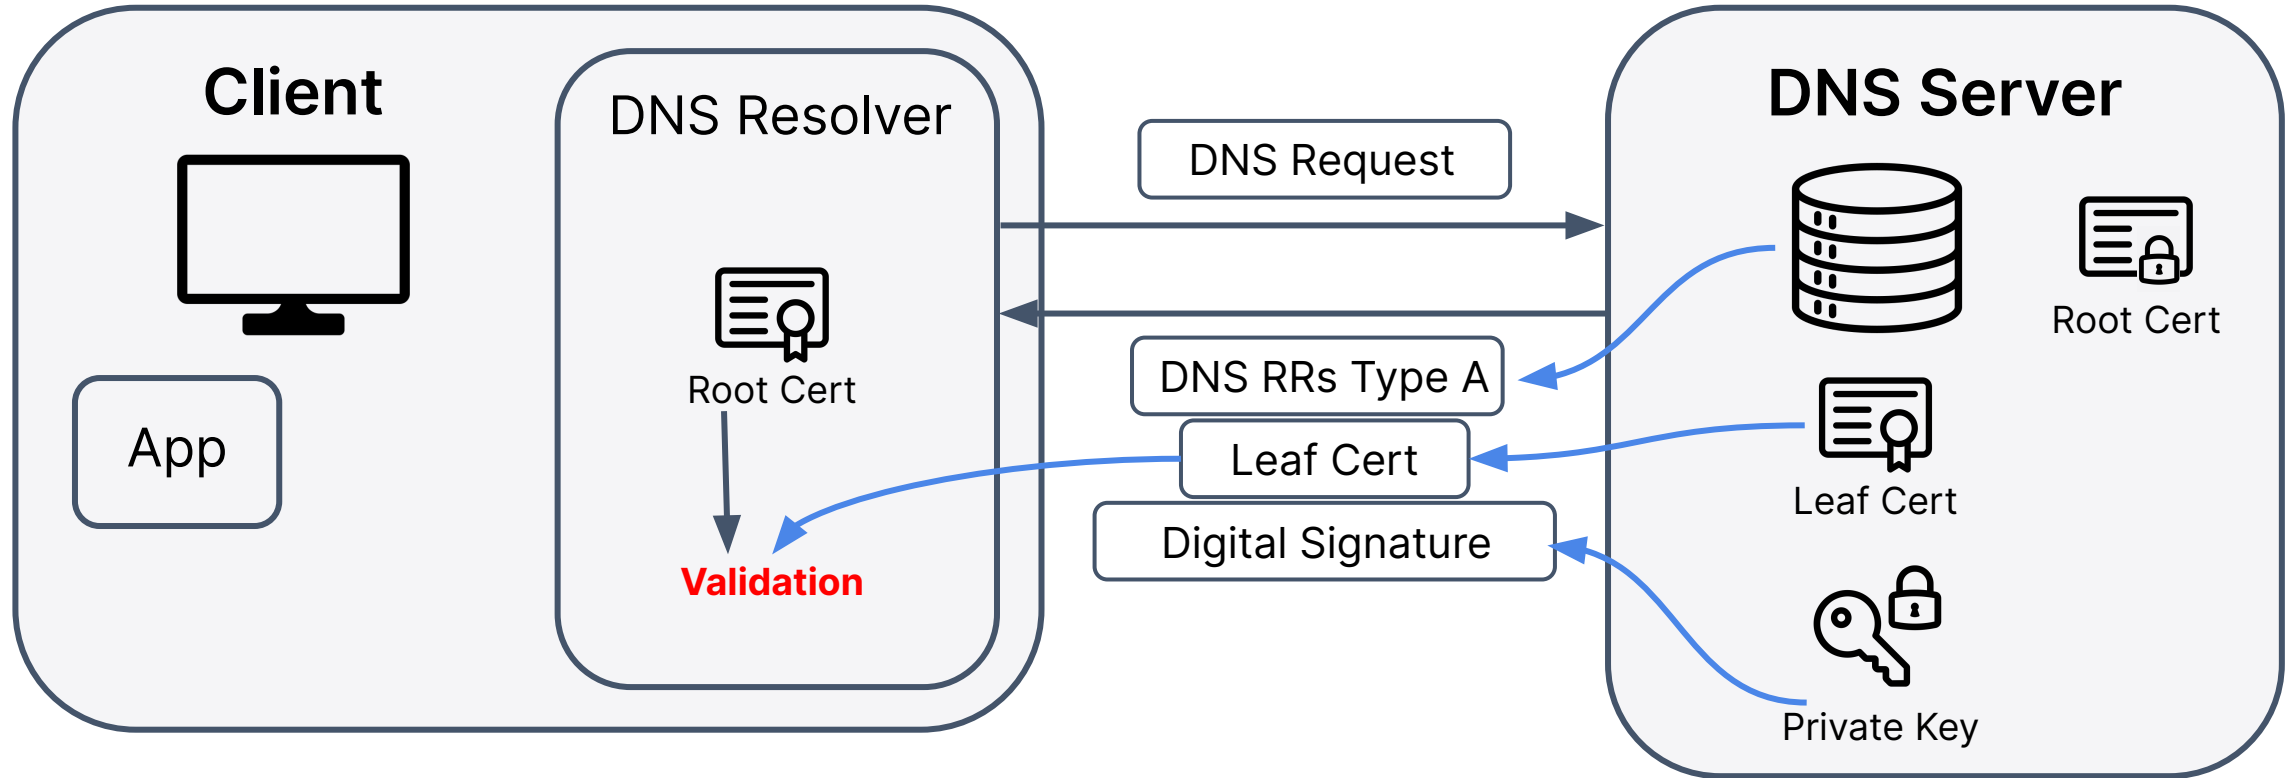 Client
DNS Resolver
Root Cert
Validation
App
DNS Request
DNS RRs Type A
Leaf Cert
Digital Signature
DNS Server
Root Cert
Leaf Cert
Private Key